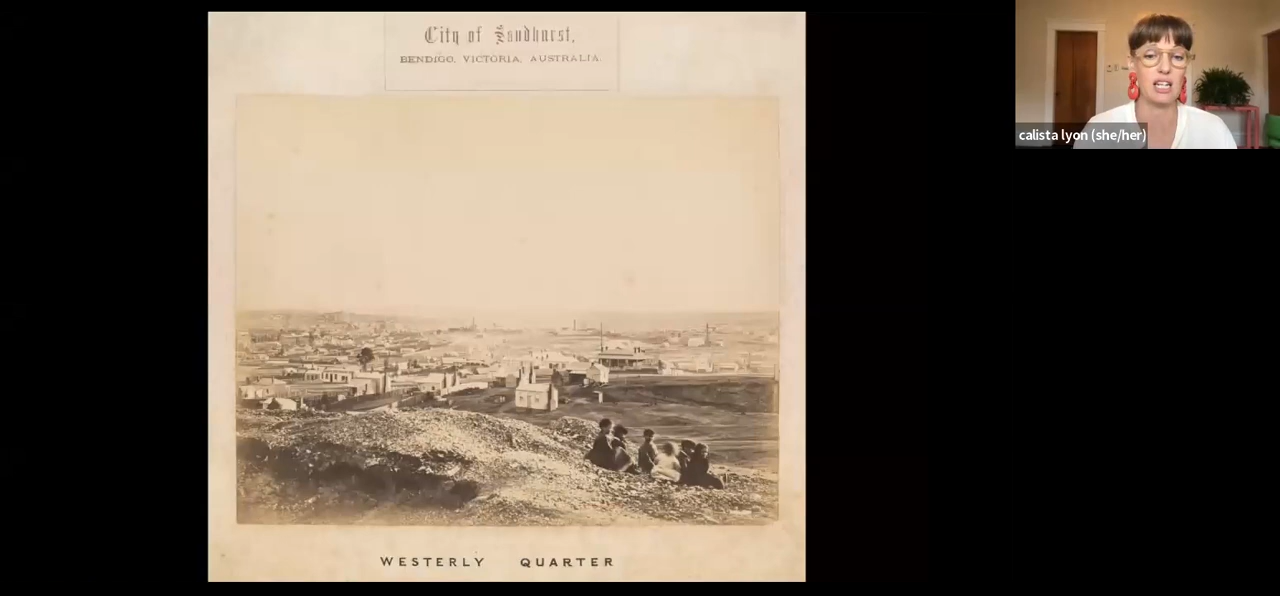 City of Sandhurst,
BENDIGO, VICTORIA, AUSTRALIA.
calista lyon (she/her)
WESTERLY QUARTER